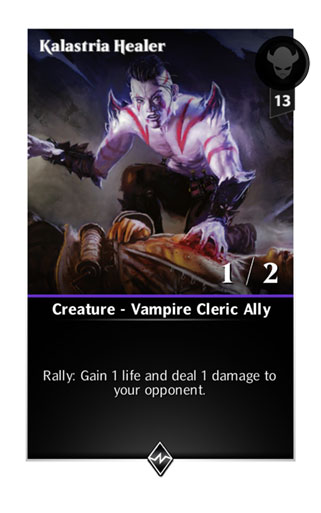 Kalastria Healer
13
1 / 2
Creature - Vampire Cleric Ally
Rally: Gain 1 life and deal 1 damage to
your opponent.